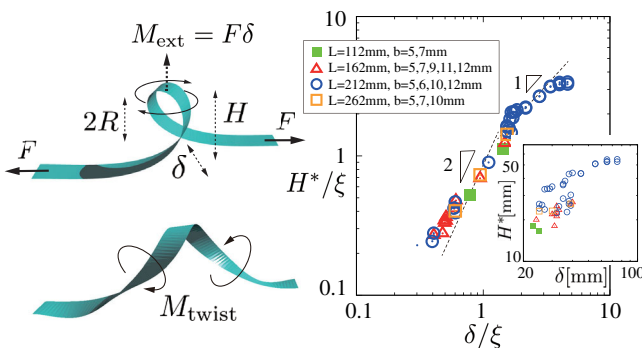 M_ext = Fδ
2R
H
F
F
δ
M_twist
10
1
0.1
H*/ξ
L=112mm, b=5,7mm
L=162mm, b=5,7,9,11,12mm
L=212mm, b=5,6,10,12mm
L=262mm, b=5,7,10mm
1
2
0.1
1
10
δ/ξ
50
10
H*[mm]
20
100
δ[mm]